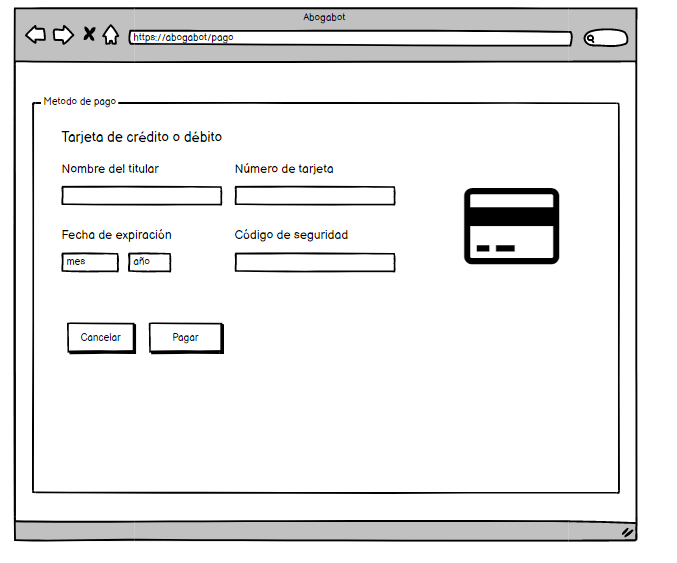 Abogabot
https://abogabot/pago
Metodo de pago
Tarjeta de crédito o débito
Nombre del titular
Número de tarjeta
Fecha de expiración
Código de seguridad
mes
año
Cancelar
Pagar